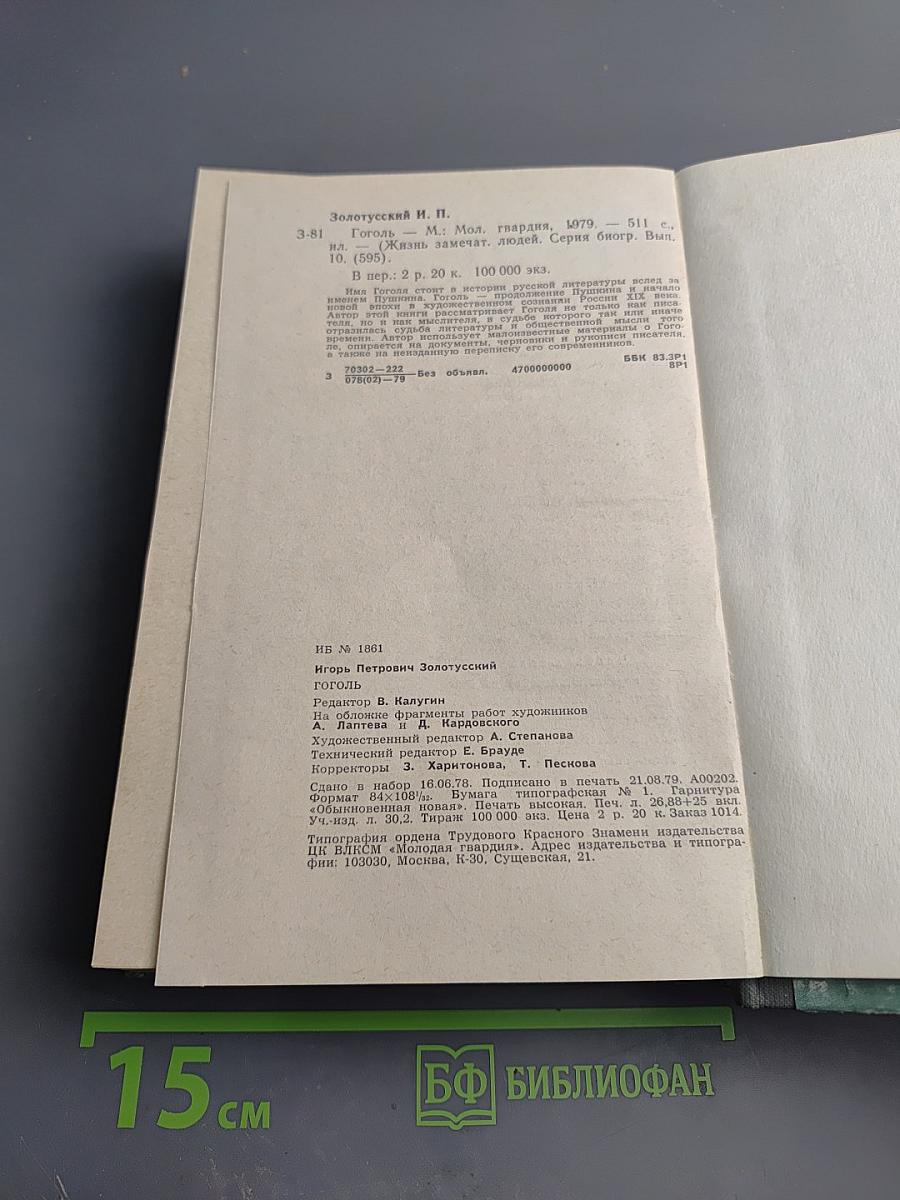 Золотусский И. П.
З-81 Гоголь — М.: Мол. гвардия, 1979. — 511 с.,
ил. — (Жизнь замечат. людей. Серия биогр. Вып.
10. (595).
В пер.: 2 р. 20 к. 100 000 экз.
Имя Гоголя стоит в истории русской литературы вслед за
именем Пушкина. Гоголь — продолжение Пушкина и начало
новой эпохи в художественном сознании России XIX века.
Автор этой книги рассматривает Гоголя не только как писа-
теля, но и как мыслителя, в судьбе которого так или иначе
отразилась судьба литературы и общественной мысли того
времени. Автор использует малоизвестные материалы о Гого-
ле, опирается на документы, черновики и рукописи писателя,
а также на неизданную переписку его современников.
З 70302—222 Без объявл. 4700000000 ББК 83.3Р1
078(02)—79 8Р1
ИБ № 1861
Игорь Петрович Золотусский
ГОГОЛЬ
Редактор В. Калугин
На обложке фрагменты работ художников
А. Лаптева и Д. Кардовского
Художественный редактор А. Степанова
Технический редактор Е. Брауде
Корректоры З. Харитонова, Т. Пескова
Сдано в набор 16.06.78. Подписано в печать 21.08.79. А00202.
Формат 84×108¹/₃₂. Бумага типографская № 1. Гарнитура
«Обыкновенная новая». Печать высокая. Печ. л. 26,88+25 вкл.
Уч.-изд. л. 30,2. Тираж 100 000 экз. Цена 2 р. 20 к. Заказ 1014.
Типография ордена Трудового Красного Знамени издательства
ЦК ВЛКСМ «Молодая гвардия». Адрес издательства и типогра-
фии: 103030, Москва, К-30, Сущевская, 21.
15 см
БФ БИБЛИОФАН